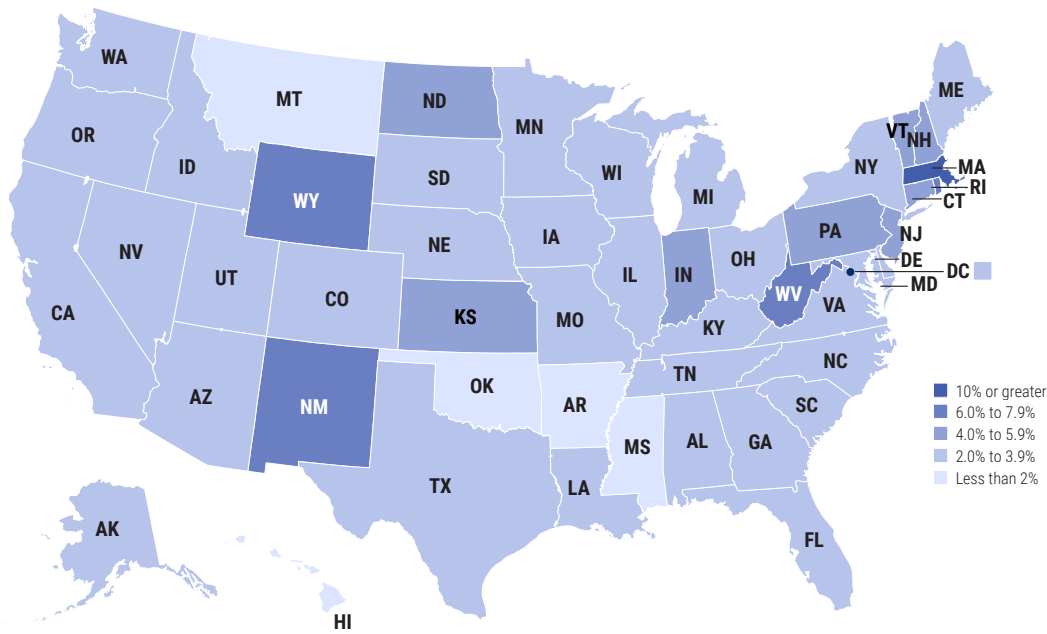 WA
MT
ND
MN
ME
OR
ID
WY
SD
WI
MI
VT
NH
NY
MA
RI
CT
NV
UT
CO
NE
IA
IL
IN
OH
PA
NJ
DE
DC
MD
WV
VA
CA
KS
MO
KY
AZ
NM
OK
AR
TN
NC
SC
MS
AL
GA
TX
LA
FL
AK
HI
10% or greater
6.0% to 7.9%
4.0% to 5.9%
2.0% to 3.9%
Less than 2%